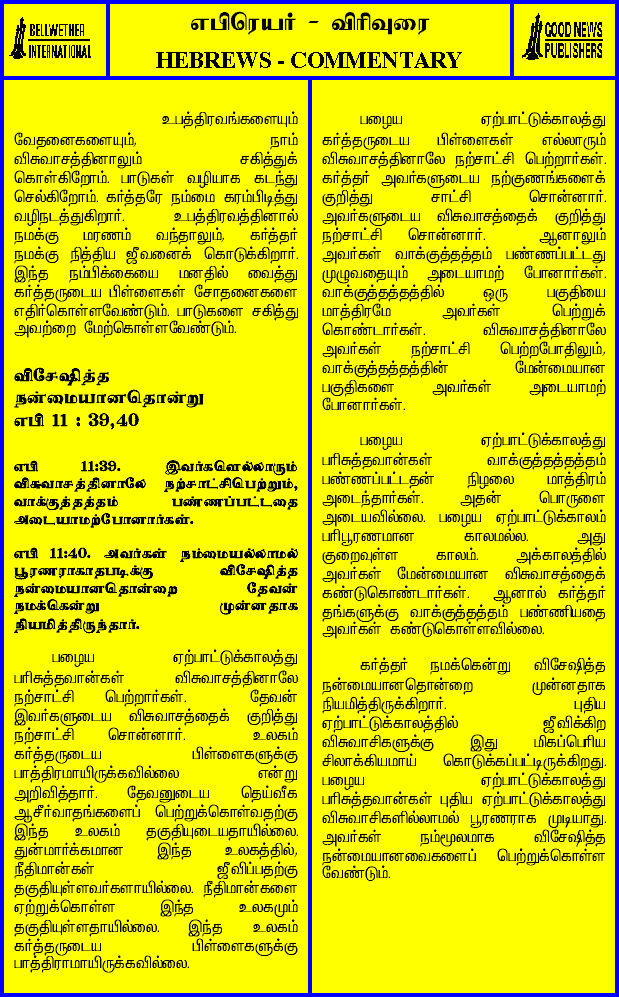 BELLWETHER
INTERNATIONAL
எபிரெயர் - விரிவுரை
HEBREWS - COMMENTARY
GOOD NEWS
PUBLISHERS
உபத்திரவங்களையும்
வேதனைகளையும், நாம்
விசுவாசத்தினாலும் சகித்துக்
கொள்கிறோம். பாடுகள் வழியாக கடந்து
செல்கிறோம். கர்த்தரே நம்மை கரம்பிடித்து
வழிநடத்துகிறார். உபத்திரவத்தினால்
நமக்கு மரணம் வந்தாலும், கர்த்தர்
நமக்கு நித்திய ஜீவனைக் கொடுக்கிறார்.
இந்த நம்பிக்கையை மனதில் வைத்து
கர்த்தருடைய பிள்ளைகள் சோதனைகளை
எதிர்கொள்ளவேண்டும். பாடுகளை சகித்து
அவற்றை மேற்கொள்ளவேண்டும்.
விசேஷித்த
நன்மையானதொன்று
எபி 11 : 39,40
எபி 11:39. இவர்களெல்லாரும்
விசுவாசத்தினாலே நற்சாட்சிபெற்றும்,
வாக்குத்தத்தம் பண்ணப்பட்டதை
அடையாமற்போனார்கள்.
எபி 11:40. அவர்கள் நம்மையல்லாமல்
பூரணராகாதபடிக்கு விசேஷித்த
நன்மையானதொன்றை தேவன்
நமக்கென்று முன்னதாக
நியமித்திருந்தார்.
பழைய ஏற்பாட்டுக்காலத்து
பரிசுத்தவான்கள் விசுவாசத்தினாலே
நற்சாட்சி பெற்றார்கள். தேவன்
இவர்களுடைய விசுவாசத்தைக் குறித்து
நற்சாட்சி சொன்னார். உலகம்
கர்த்தருடைய பிள்ளைகளுக்கு
பாத்திரமாயிருக்கவில்லை என்று
அறிவித்தார். தேவனுடைய தெய்வீக
ஆசீர்வாதங்களைப் பெற்றுக்கொள்வதற்கு
இந்த உலகம் தகுதியுடையதாயில்லை.
துன்மார்க்கமான இந்த உலகத்தில்,
நீதிமான்கள் ஜீவிப்பதற்கு
தகுதியுள்ளவர்களாயில்லை. நீதிமான்களை
ஏற்றுக்கொள்ள இந்த உலகமும்
தகுதியுள்ளதாயில்லை. இந்த உலகம்
கர்த்தருடைய பிள்ளைகளுக்கு
பாத்திராமாயிருக்கவில்லை.
பழைய ஏற்பாட்டுக்காலத்து
கர்த்தருடைய பிள்ளைகள் எல்லாரும்
விசுவாசத்தினாலே நற்சாட்சி பெற்றார்கள்.
கர்த்தர் அவர்களுடைய நற்குணங்களைக்
குறித்து சாட்சி சொன்னார்.
அவர்களுடைய விசுவாசத்தைக் குறித்து
நற்சாட்சி சொன்னார். ஆனாலும்
அவர்கள் வாக்குத்தத்தம் பண்ணப்பட்டது
முழுவதையும் அடையாமற் போனார்கள்.
வாக்குத்தத்தத்தில் ஒரு பகுதியை
மாத்திரமே அவர்கள் பெற்றுக்
கொண்டார்கள். விசுவாசத்தினாலே
அவர்கள் நற்சாட்சி பெற்றபோதிலும்,
வாக்குத்தத்தத்தின் மேன்மையான
பகுதிகளை அவர்கள் அடையாமற்
போனார்கள்.
பழைய ஏற்பாட்டுக்காலத்து
பரிசுத்தவான்கள் வாக்குத்தத்தத்தம்
பண்ணப்பட்டதன் நிழலை மாத்திரம்
அடைந்தார்கள். அதன் பொருளை
அடையவில்லை. பழைய ஏற்பாட்டுக்காலம்
பரிபூரணமான காலமல்ல. அது
குறைவுள்ள காலம். அக்காலத்தில்
அவர்கள் மேன்மையான விசுவாசத்தைக்
கண்டுகொண்டார்கள். ஆனால் கர்த்தர்
தங்களுக்கு வாக்குத்தத்தம் பண்ணியதை
அவர்கள் கண்டுகொள்ளவில்லை.
கர்த்தர் நமக்கென்று விசேஷித்த
நன்மையானதொன்றை முன்னதாக
நியமித்திருக்கிறார். புதிய
ஏற்பாட்டுக்காலத்தில் ஜீவிக்கிற
விசுவாசிகளுக்கு இது மிகப்பெரிய
சிலாக்கியமாய் கொடுக்கப்பட்டிருக்கிறது.
பழைய ஏற்பாட்டுக்காலத்து
பரிசுத்தவான்கள் புதிய ஏற்பாட்டுக்காலத்து
விசுவாசிகளில்லாமல் பூரணராக முடியாது.
அவர்கள் நம்மூலமாக விசேஷித்த
நன்மையானவைகளைப் பெற்றுக்கொள்ள
வேண்டும்.